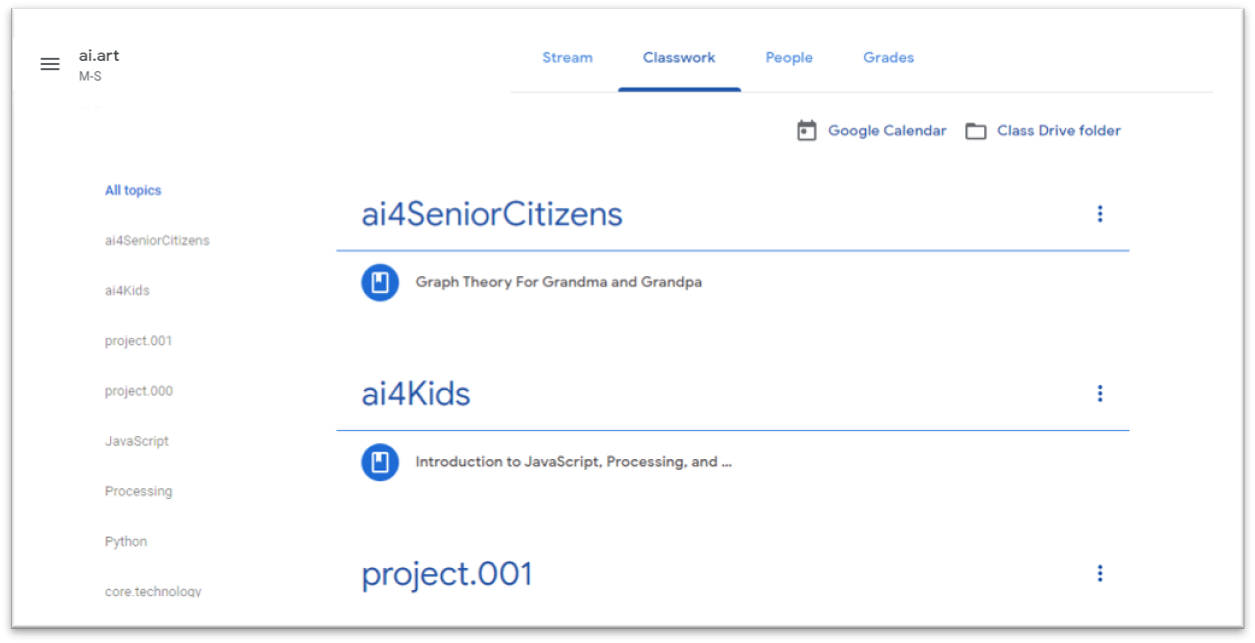 ai.art
M-S
Stream
Classwork
People
Grades
Google Calendar
Class Drive folder
All topics
ai4SeniorCitizens
ai4Kids
project.001
project.000
JavaScript
Processing
Python
core.technology
ai4SeniorCitizens
Graph Theory For Grandma and Grandpa
ai4Kids
Introduction to JavaScript, Processing, and ...
project.001